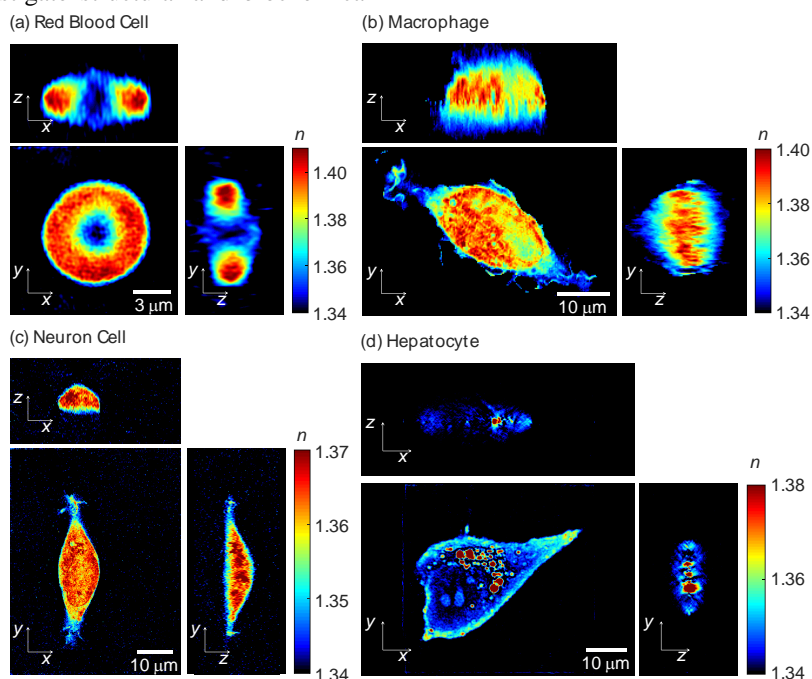 (a) Red Blood Cell
z
x
y
x
3 μm
y
z
n
1.40
1.38
1.36
1.34
(b) Macrophage
z
x
y
x
10 μm
y
z
n
1.40
1.38
1.36
1.34
(c) Neuron Cell
z
x
y
x
10 μm
y
z
n
1.37
1.36
1.35
1.34
(d) Hepatocyte
z
x
y
x
10 μm
y
z
n
1.38
1.36
1.34